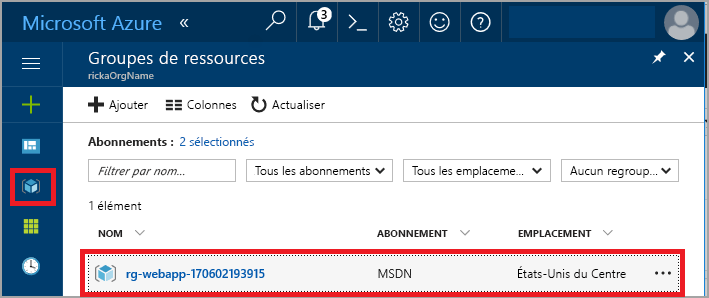 Microsoft Azure « 3 >_ ?
Groupes de ressources
rickaOrgName
Ajouter Colonnes Actualiser
Abonnements : 2 sélectionnés
Filtrer par nom... Tous les abonnements Tous les emplaceme... Aucun regroup...
1 élément
NOM ABONNEMENT EMPLACEMENT
rg-webapp-170602193915 MSDN États-Unis du Centre ...